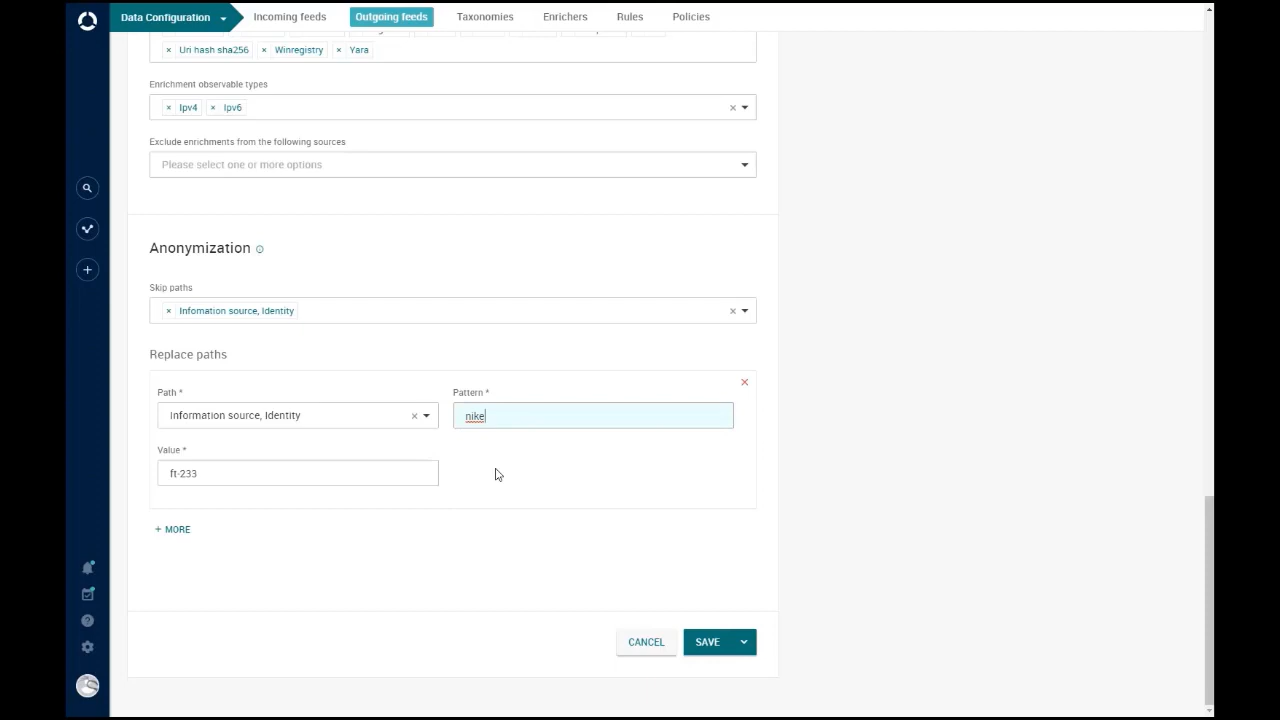 Data Configuration
Incoming feeds
Outgoing feeds
Taxonomies
Enrichers
Rules
Policies
× Uri hash sha256 × Winregistry × Yara
Enrichment observable types
× Ipv4 × Ipv6
Exclude enrichments from the following sources
Please select one or more options
Anonymization
Skip paths
× Infomation source, Identity
Replace paths
Path *
Pattern *
Information source, Identity
nike
Value *
ft-233
+ MORE
CANCEL
SAVE